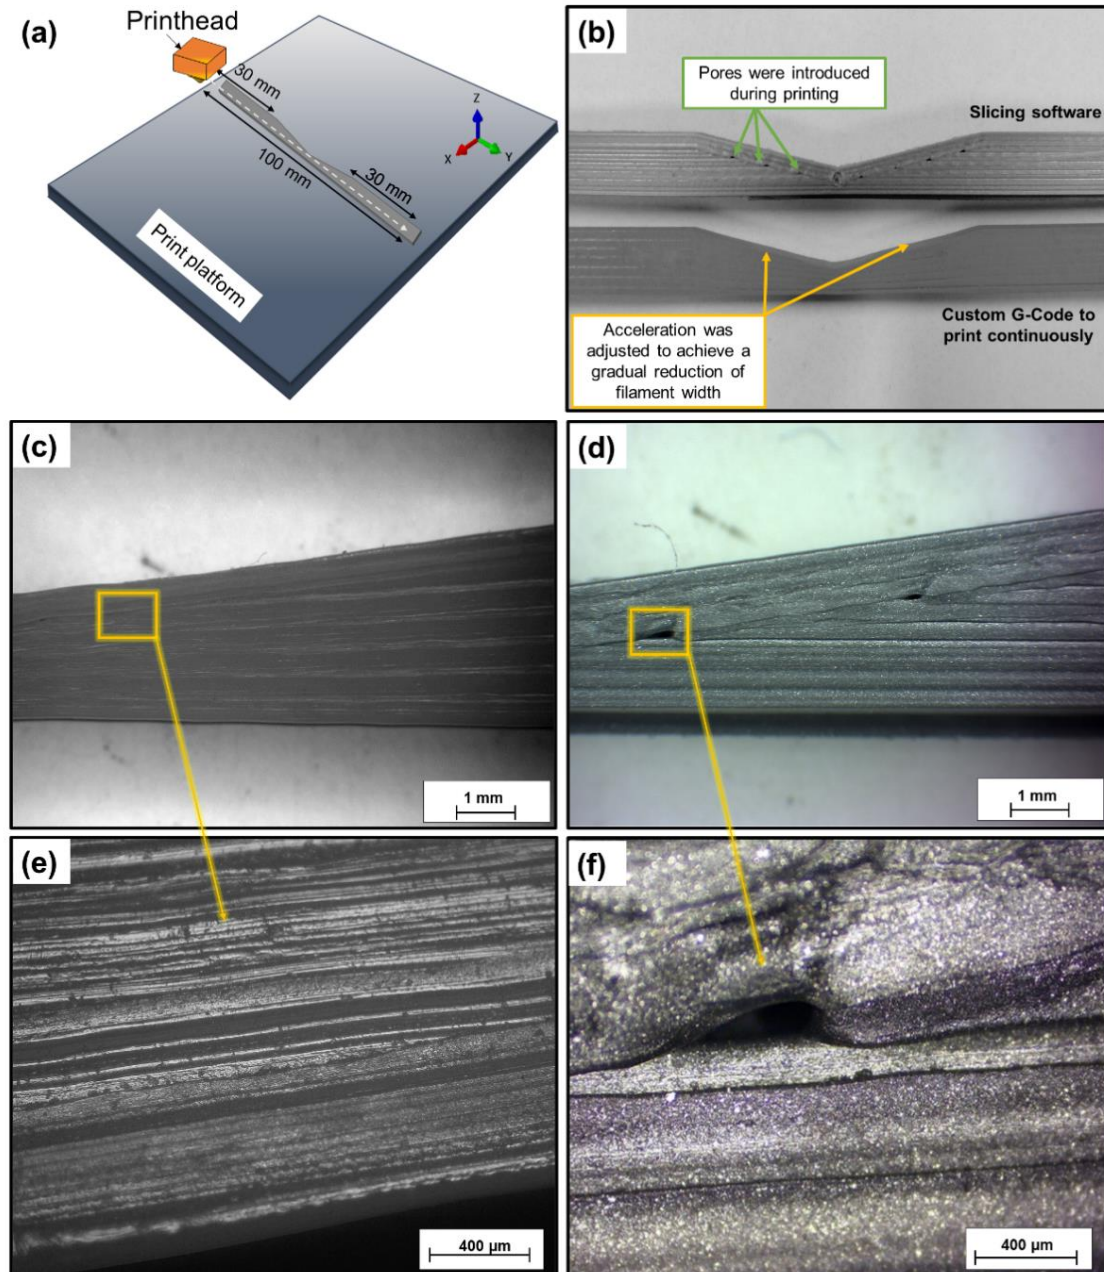 (a)
Printhead
30 mm
100 mm
30 mm
Z
X
Y
Print platform
(b)
Pores were introduced
during printing
Slicing software
Acceleration was
adjusted to achieve a
gradual reduction of
filament width
Custom G-Code to
print continuously
(c)
1 mm
(d)
1 mm
(e)
400 µm
(f)
400 µm